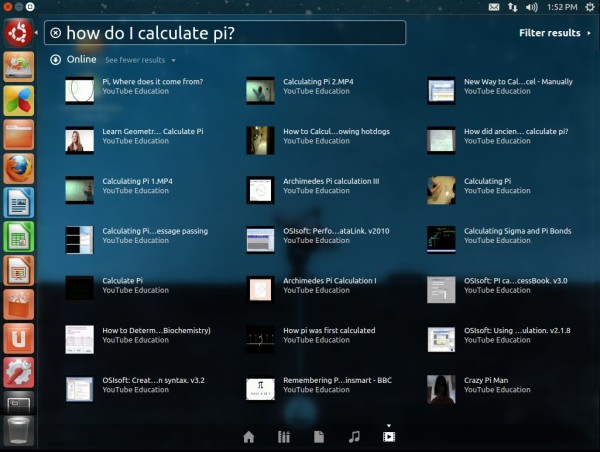 1:52 PM
how do I calculate pi?
Filter results
Online
See fewer results
Pi, Where does it come from?
YouTube Education
Calculating Pi 2.MP4
YouTube Education
New Way to Cal...cel - Manually
YouTube Education
Learn Geometr... Calculate Pi
YouTube Education
How to Calcul...owing hotdogs
YouTube Education
How did ancien... calculate pi?
YouTube Education
Calculating Pi 1.MP4
YouTube Education
Archimedes Pi calculation III
YouTube Education
Calculating Pi
YouTube Education
Calculating Pi...essage passing
YouTube Education
OSIsoft: Perfo...ataLink. v2010
YouTube Education
Calculating Sigma and Pi Bonds
YouTube Education
Calculate Pi
YouTube Education
Archimedes Pi Calculation I
YouTube Education
OSIsoft: PI ca...cessBook. v3.0
YouTube Education
How to Determ...Biochemistry)
YouTube Education
How pi was first calculated
YouTube Education
OSIsoft: Using ...ulation. v2.1.8
YouTube Education
OSIsoft: Creat...n syntax. v3.2
YouTube Education
Remembering P...insmart - BBC
YouTube Education
Crazy Pi Man
YouTube Education